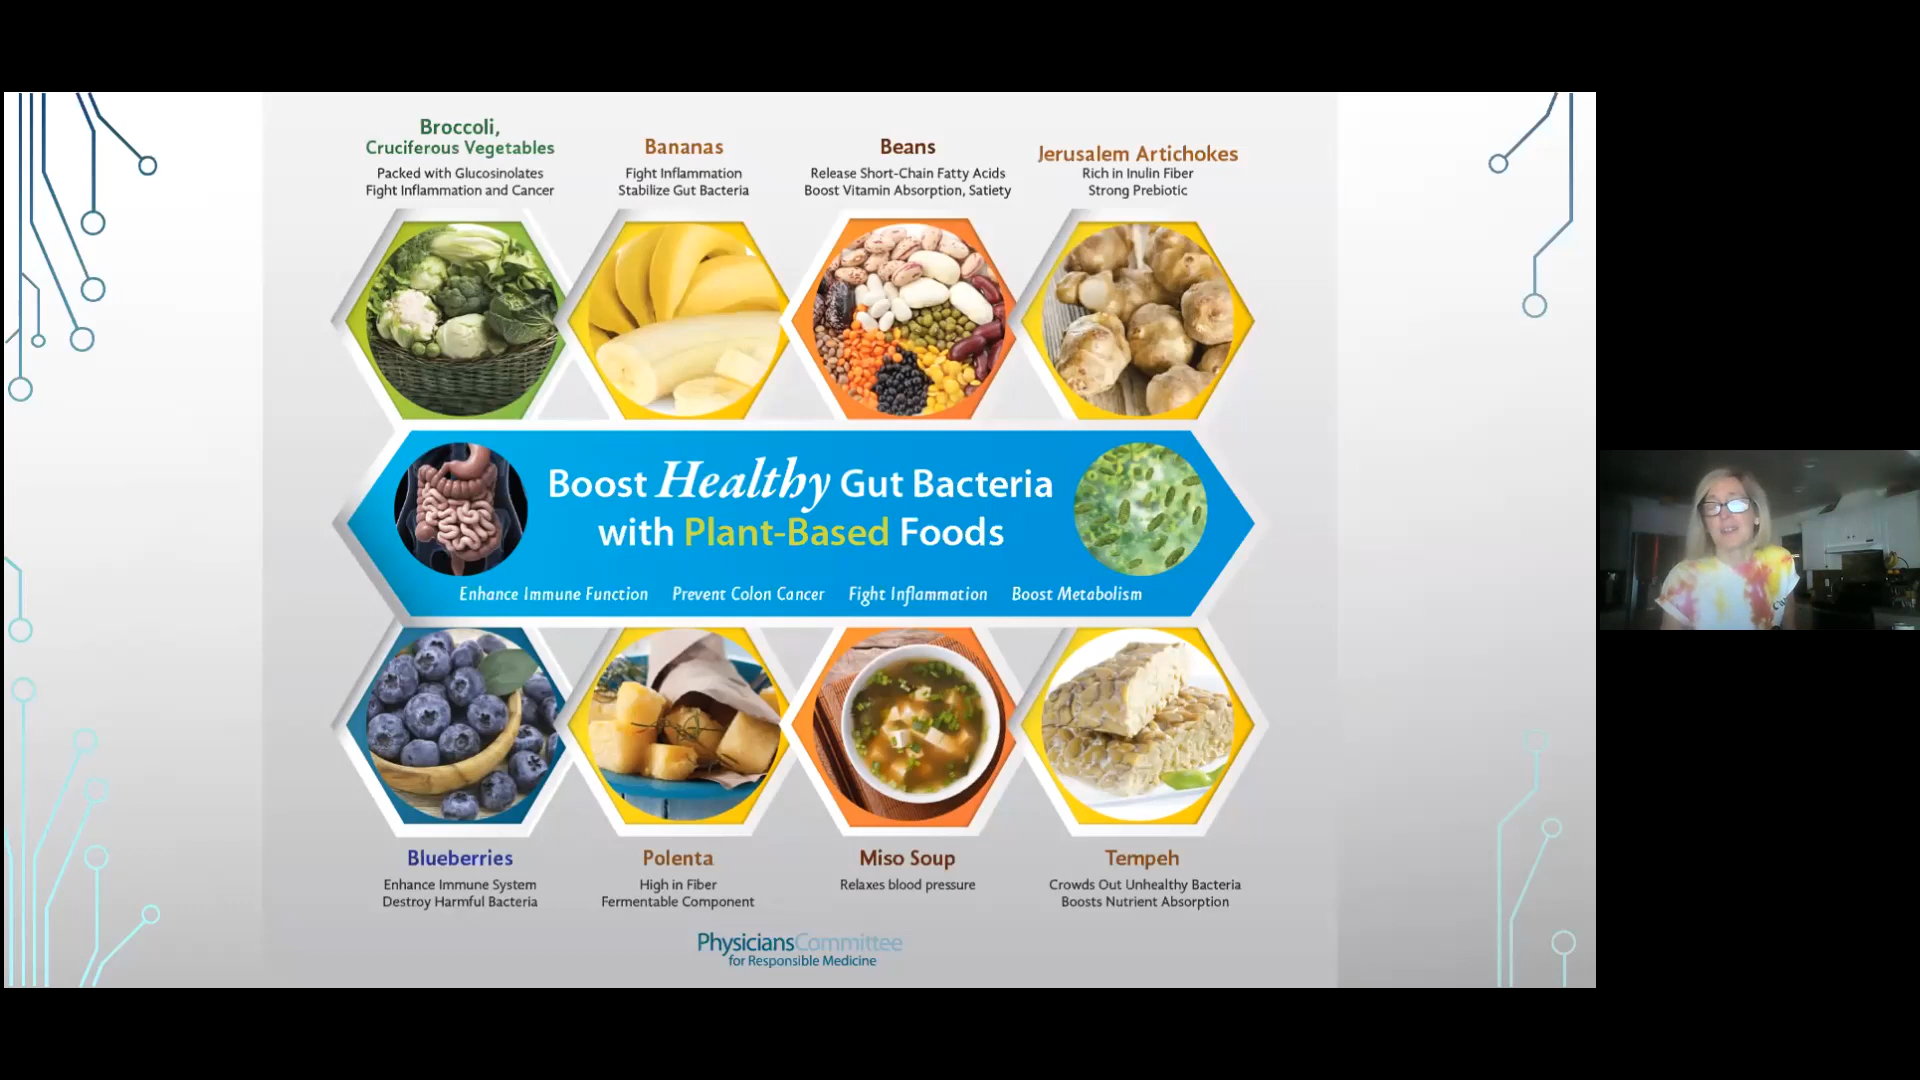 Broccoli,
Cruciferous Vegetables
Packed with Glucosinolates
Fight Inflammation and Cancer
Bananas
Fight Inflammation
Stabilize Gut Bacteria
Beans
Release Short-Chain Fatty Acids
Boost Vitamin Absorption, Satiety
Jerusalem Artichokes
Rich in Inulin Fiber
Strong Prebiotic
Boost Healthy Gut Bacteria
with Plant-Based Foods
Enhance Immune Function Prevent Colon Cancer Fight Inflammation Boost Metabolism
Blueberries
Enhance Immune System
Destroy Harmful Bacteria
Polenta
High in Fiber
Fermentable Component
Miso Soup
Relaxes blood pressure
Tempeh
Crowds Out Unhealthy Bacteria
Boosts Nutrient Absorption
PhysiciansCommittee
for Responsible Medicine